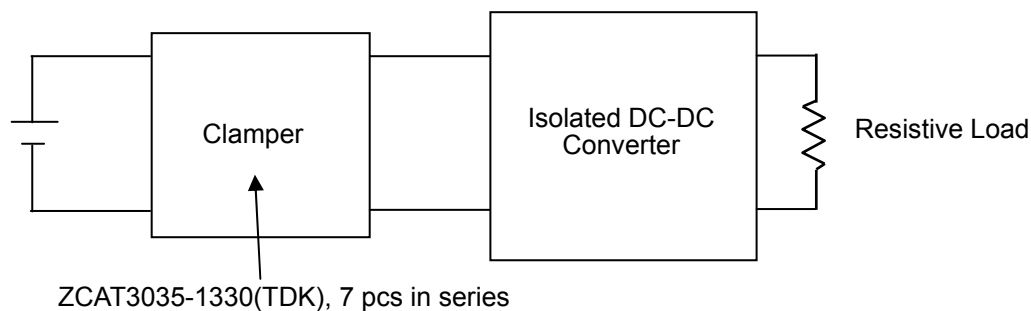 Clamper
Isolated DC-DC
Converter
Resistive Load
ZCAT3035-1330(TDK), 7 pcs in series